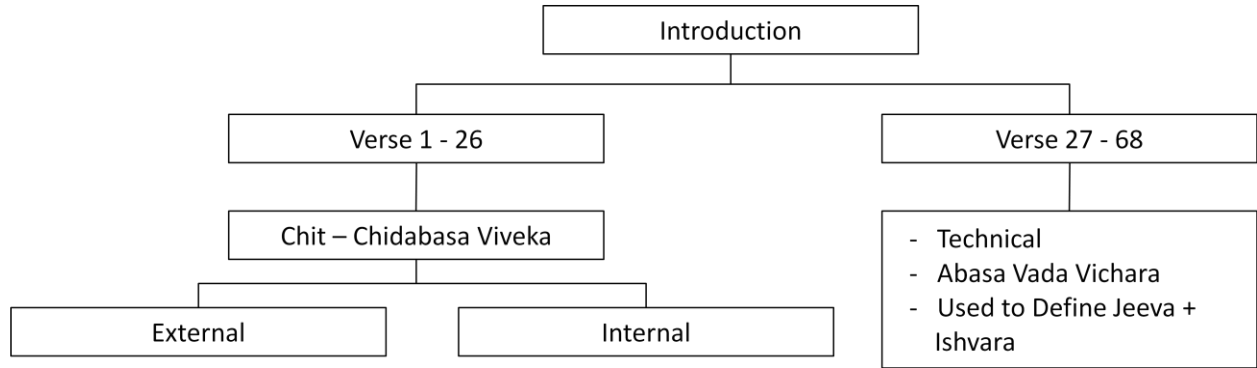 Introduction
Verse 1 - 26
Verse 27 - 68
Chit – Chidabasa Viveka
- Technical
- Abasa Vada Vichara
- Used to Define Jeeva +
Ishvara
External
Internal